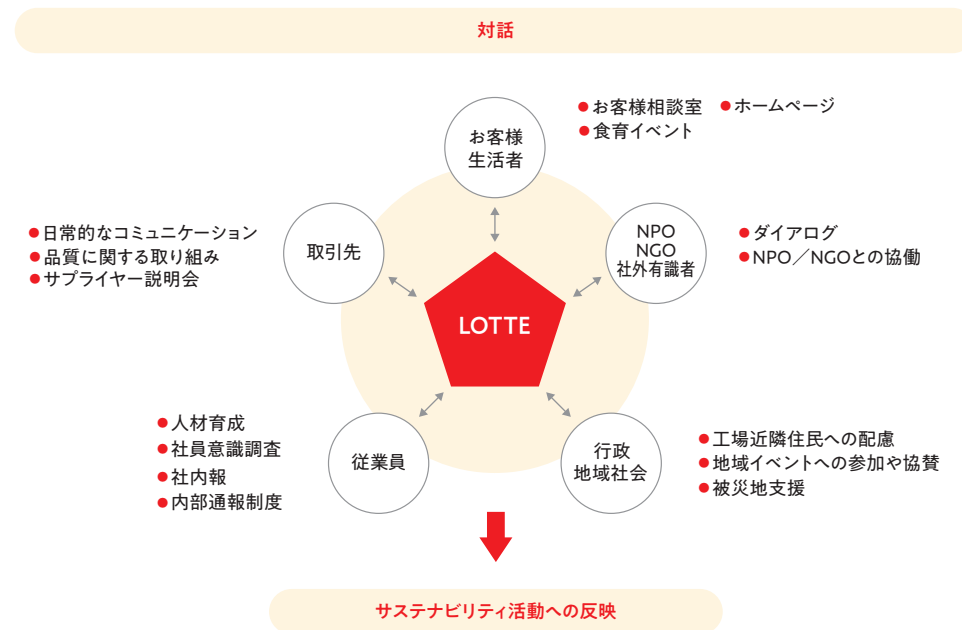 対話
お客様
生活者
●お客様相談室 ●ホームページ
●食育イベント
NPO
NGO
社外有識者
●ダイアログ
●NPO／NGOとの協働
取引先
●日常的なコミュニケーション
●品質に関する取り組み
●サプライヤー説明会
LOTTE
従業員
●人材育成
●社員意識調査
●社内報
●内部通報制度
行政
地域社会
●工場近隣住民への配慮
●地域イベントへの参加や協賛
●被災地支援
サステナビリティ活動への反映